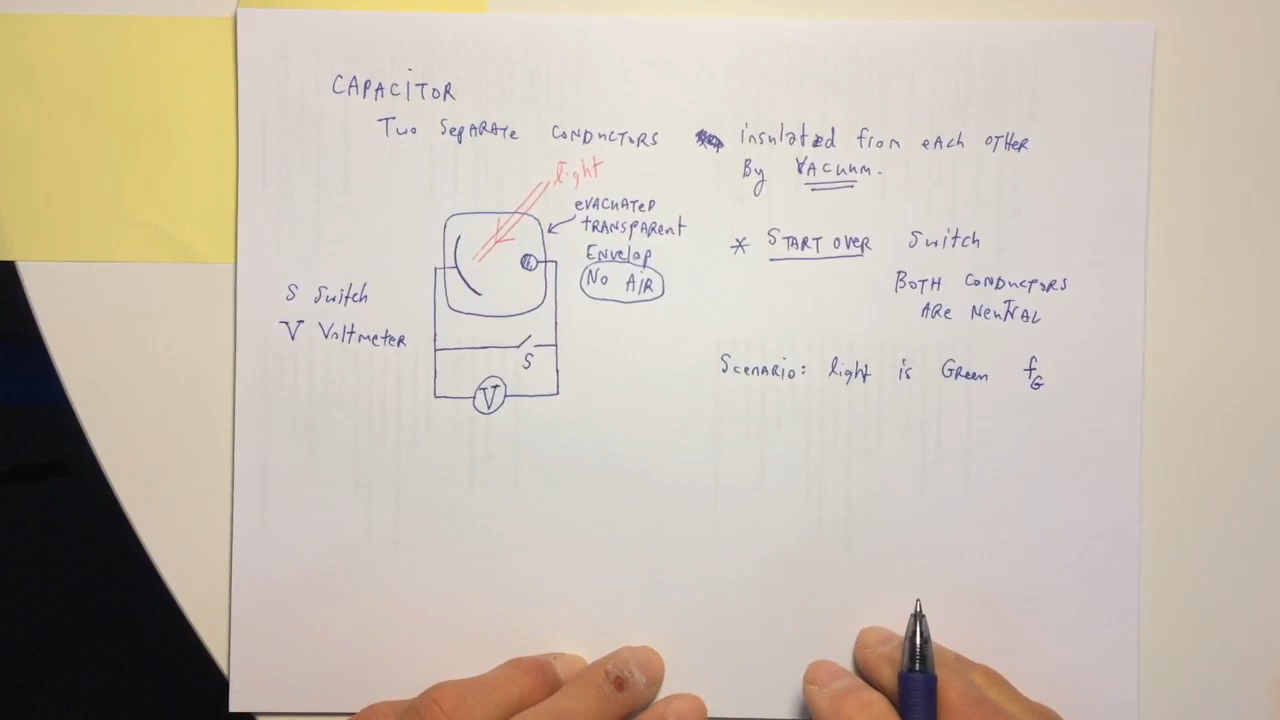 CAPACITOR
Two SepARATe CONDUCTORS insulated from eACH OTHeR
By VACuum.
light
eVACUATeD
TRANSpARent
Envelop
No AiR
* START OVeR Switch
BOTH CONDUCTORS
ARe NeuTRAL
S Switch
V Voltmeter
S
V
Scenario: light is Green fG